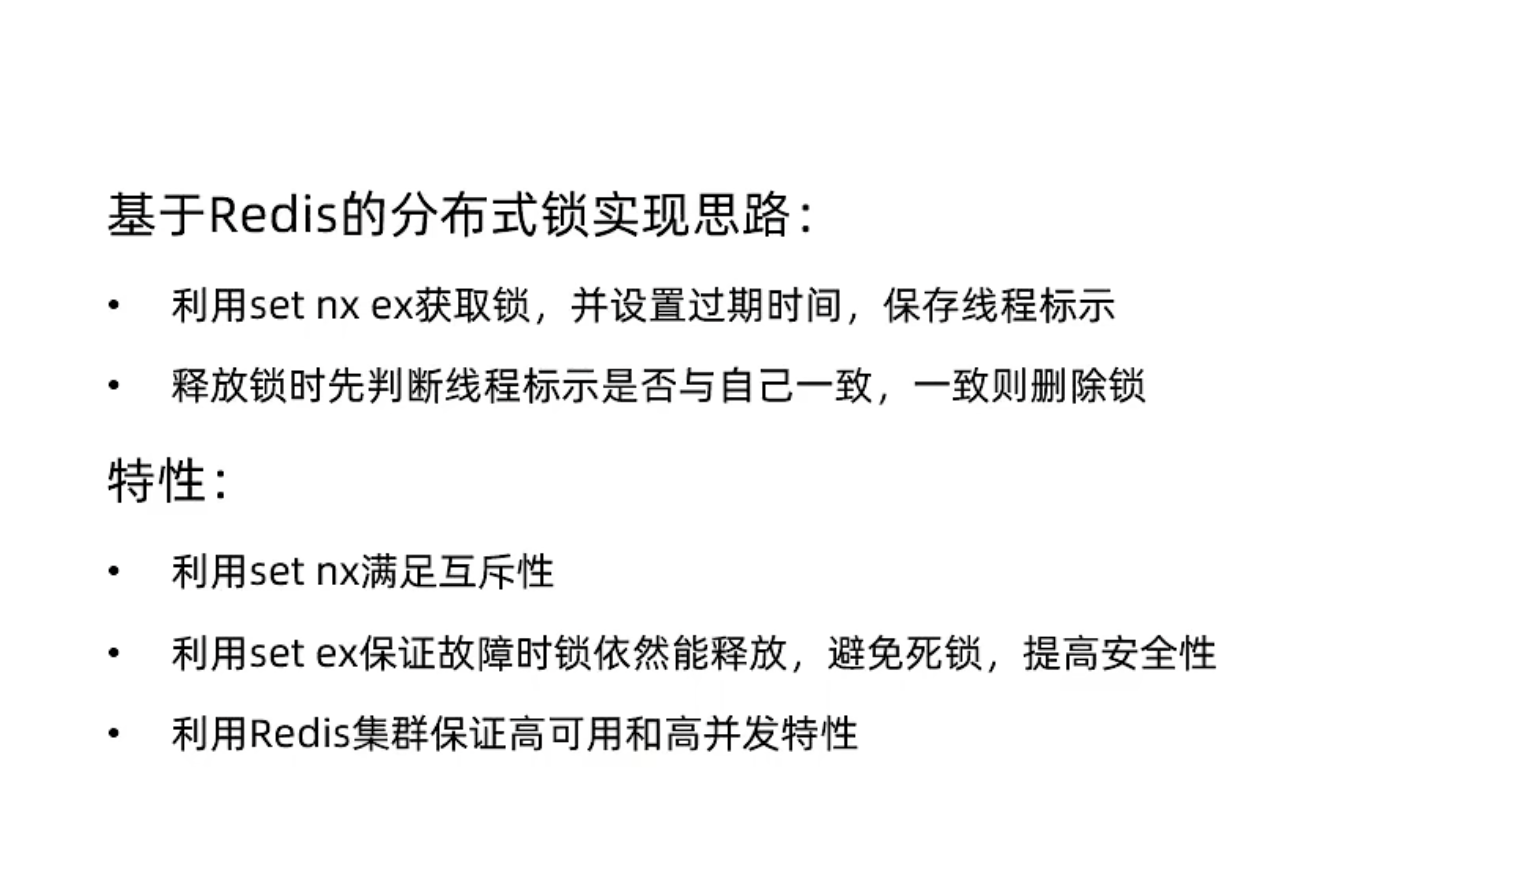 基于Redis的分布式锁实现思路：
• 利用set nx ex获取锁，并设置过期时间，保存线程标示
• 释放锁时先判断线程标示是否与自己一致，一致则删除锁
特性：
• 利用set nx满足互斥性
• 利用set ex保证故障时锁依然能释放，避免死锁，提高安全性
• 利用Redis集群保证高可用和高并发特性